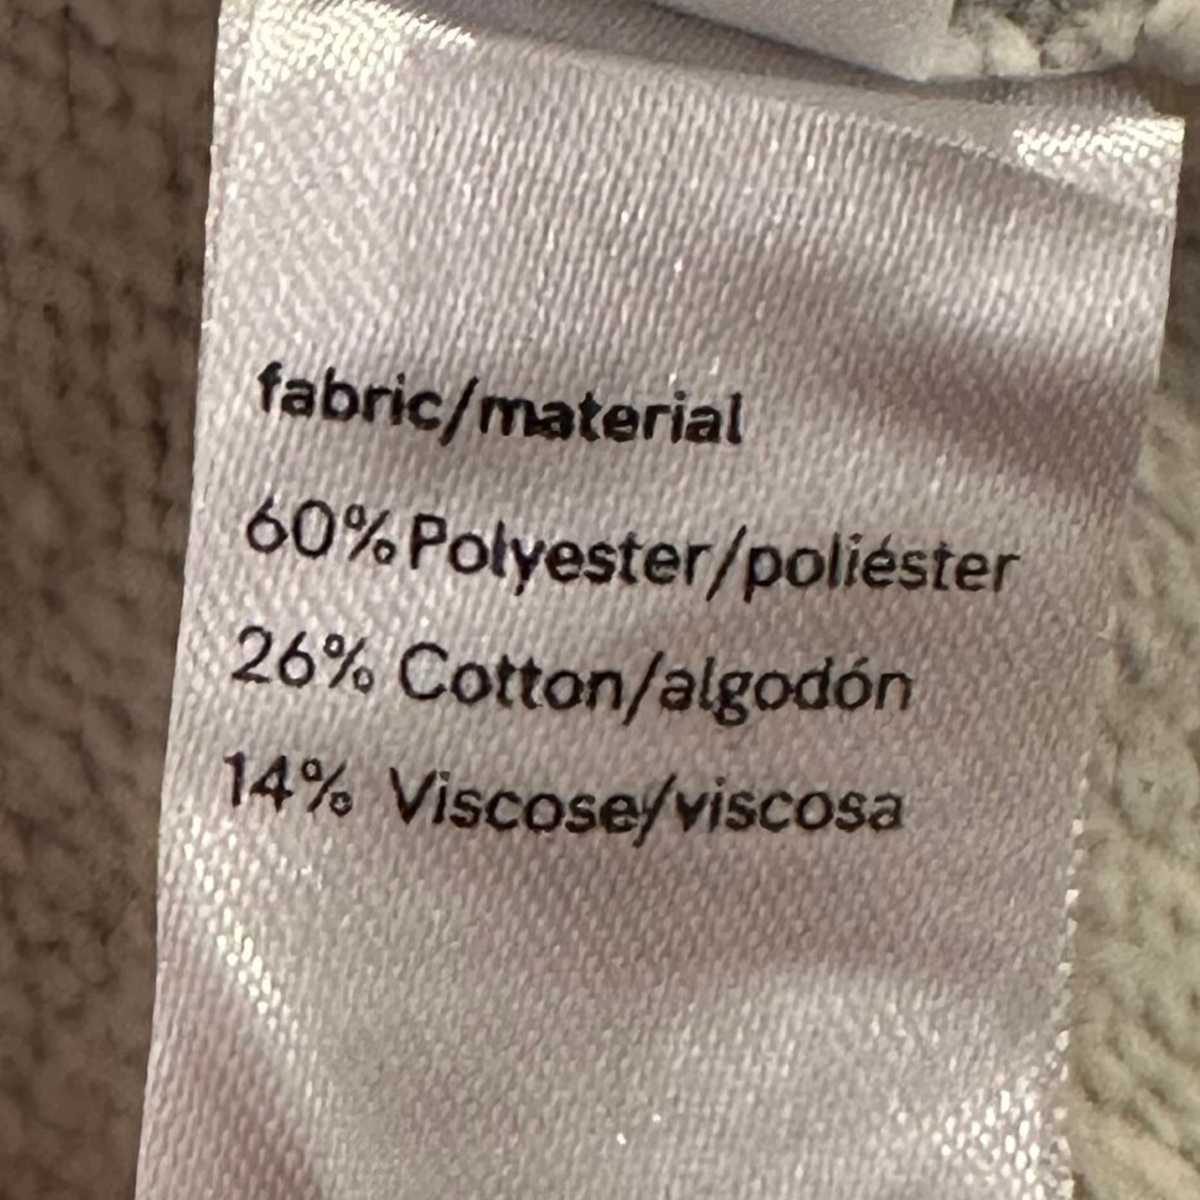 fabric/material
60% Polyester/poliéster
26% Cotton/algodón
14% Viscose/viscosa